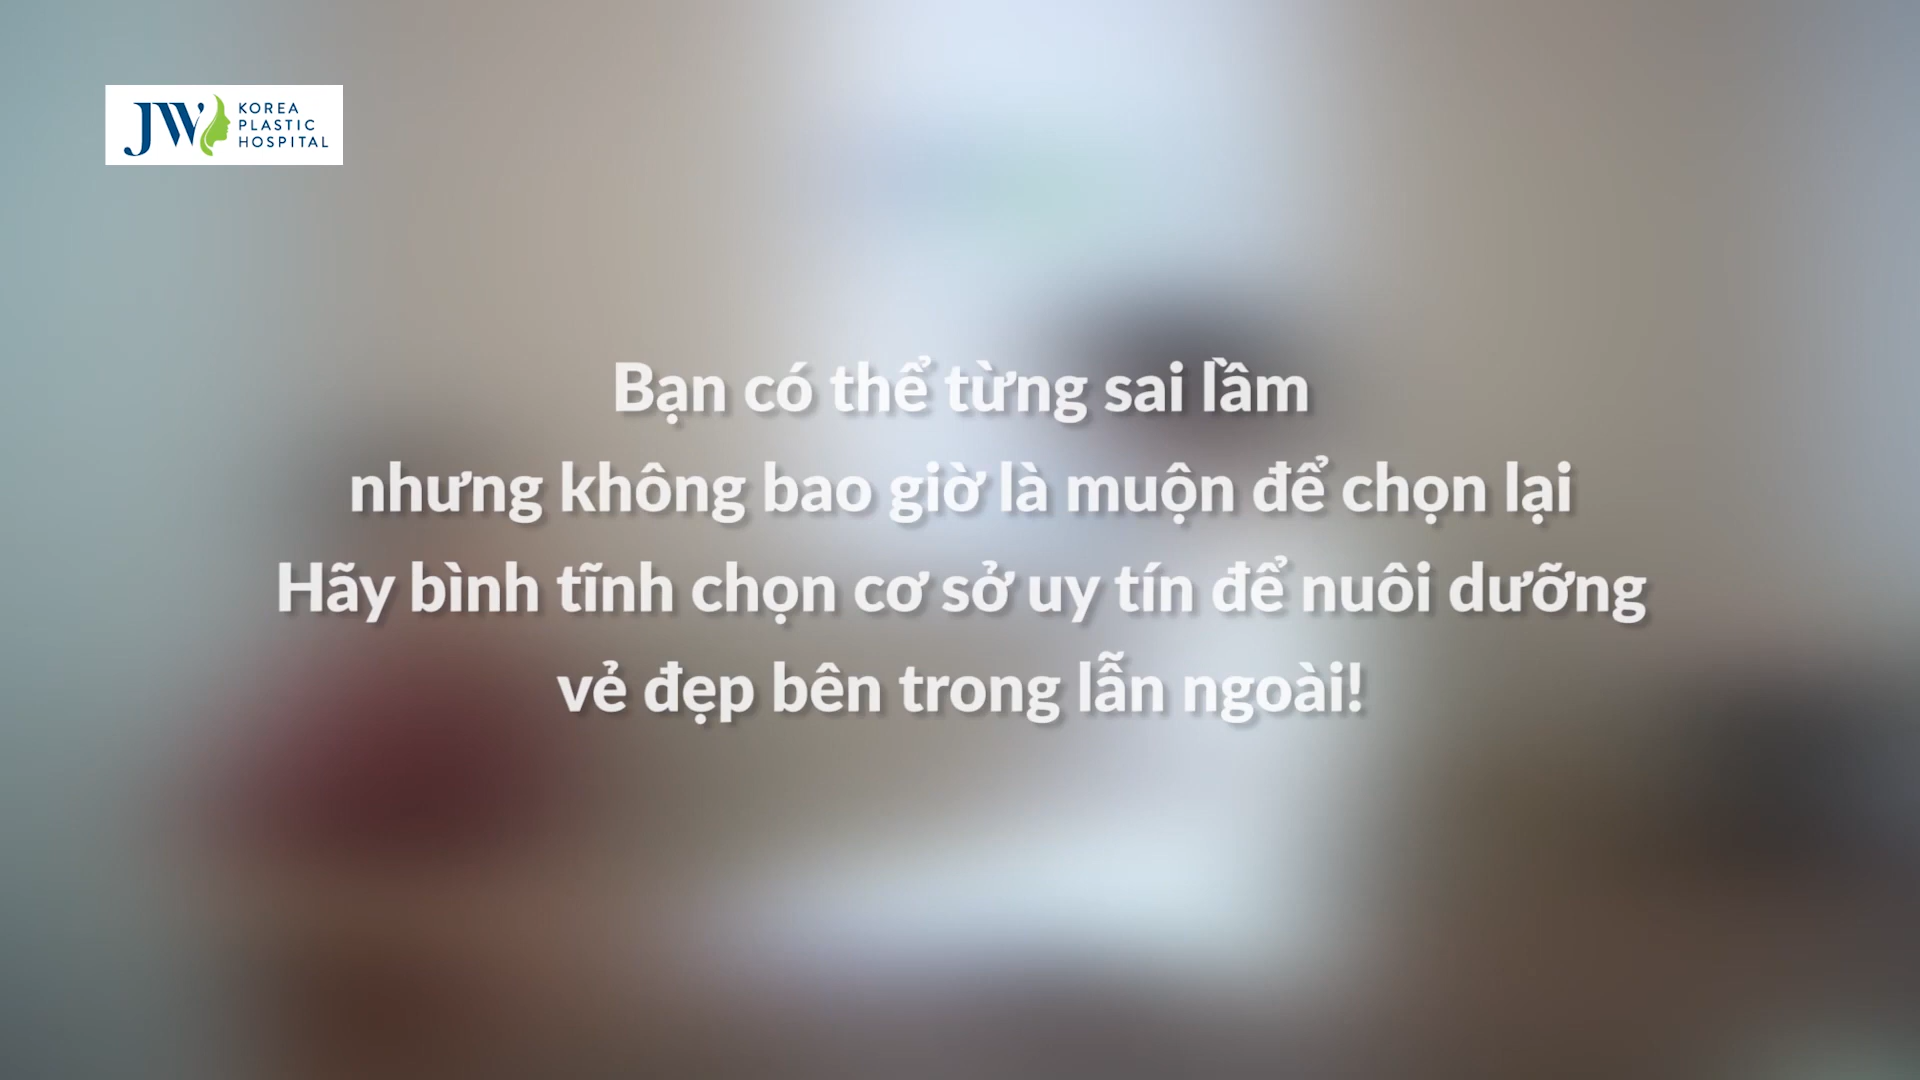 JW KOREA
PLASTIC
HOSPITAL
Bạn có thể từng sai lầm
nhưng không bao giờ là muộn để chọn lại
Hãy bình tĩnh chọn cơ sở uy tín để nuôi dưỡng
vẻ đẹp bên trong lẫn ngoài!